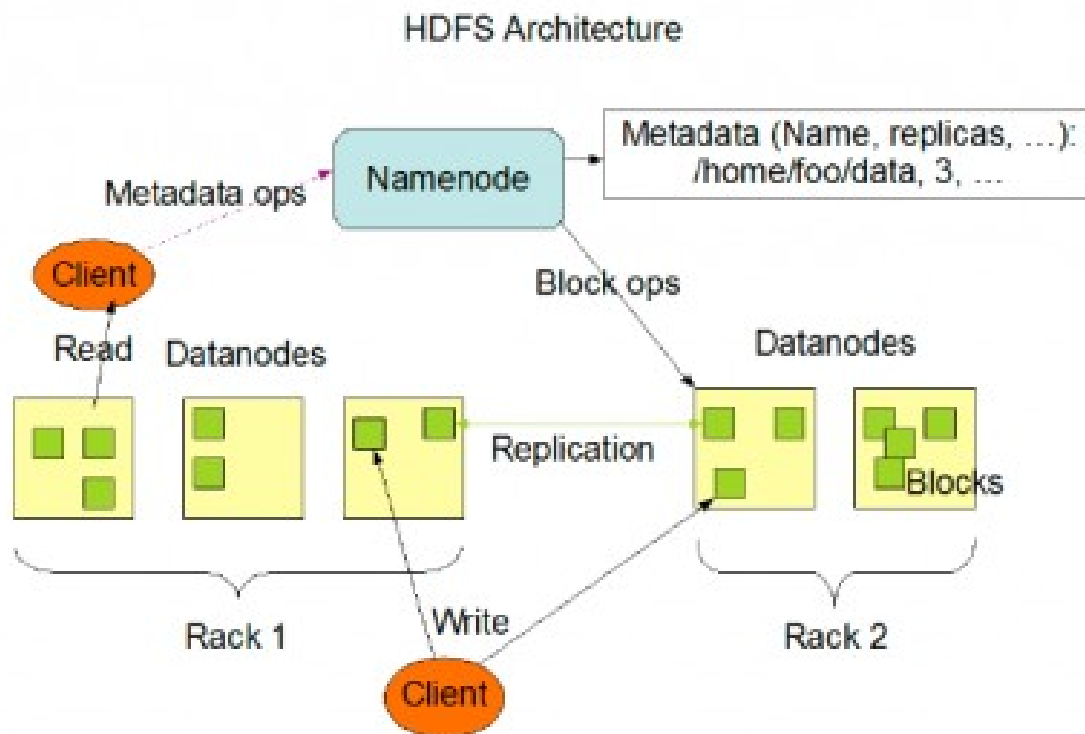 HDFS Architecture
Metadata (Name, replicas, ...):
/home/foo/data, 3, ...
Namenode
Metadata ops
Client
Block ops
Read
Datanodes
Datanodes
Replication
Blocks
Rack 1
Write
Rack 2
Client